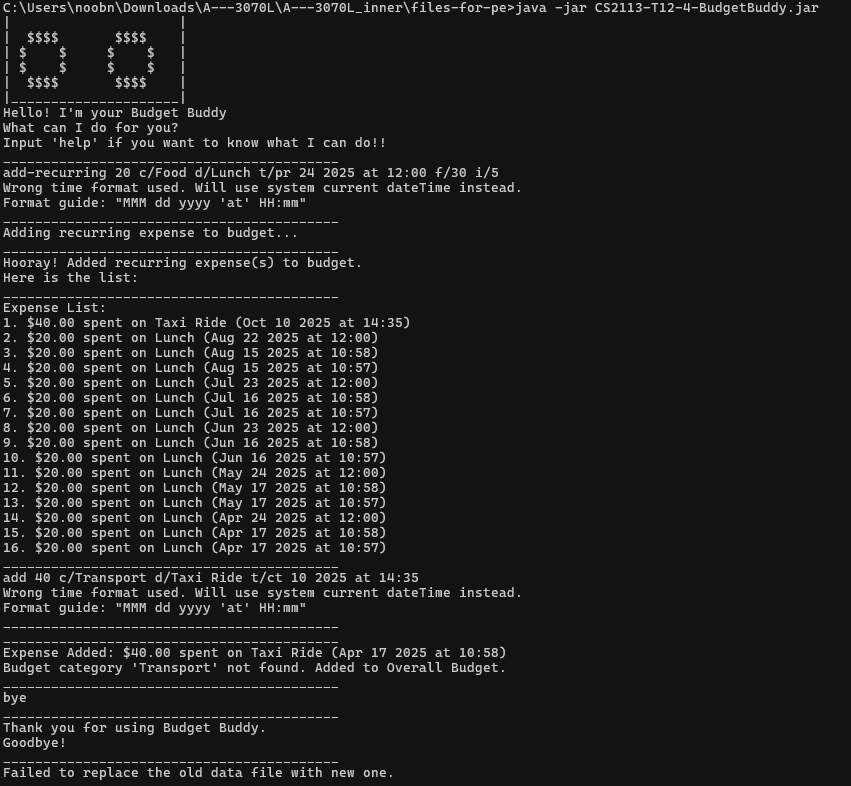 C:\Users\noobn\Downloads\A---3070L\A---3070L_inner\files-for-pe>java -jar CS2113-T12-4-BudgetBuddy.jar
|                     |
|  $$$$       $$$$    |
| $    $     $    $   |
| $    $     $    $   |
|  $$$$       $$$$    |
|_____________________|
Hello! I'm your Budget Buddy
What can I do for you?
Input 'help' if you want to know what I can do!!
__________________________________________
add-recurring 20 c/Food d/Lunch t/pr 24 2025 at 12:00 f/30 i/5
Wrong time format used. Will use system current dateTime instead.
Format guide: "MMM dd yyyy 'at' HH:mm"
__________________________________________
Adding recurring expense to budget...
__________________________________________
Hooray! Added recurring expense(s) to budget.
Here is the list:
__________________________________________
Expense List:
1. $40.00 spent on Taxi Ride (Oct 10 2025 at 14:35)
2. $20.00 spent on Lunch (Aug 22 2025 at 12:00)
3. $20.00 spent on Lunch (Aug 15 2025 at 10:58)
4. $20.00 spent on Lunch (Aug 15 2025 at 10:57)
5. $20.00 spent on Lunch (Jul 23 2025 at 12:00)
6. $20.00 spent on Lunch (Jul 16 2025 at 10:58)
7. $20.00 spent on Lunch (Jul 16 2025 at 10:57)
8. $20.00 spent on Lunch (Jun 23 2025 at 12:00)
9. $20.00 spent on Lunch (Jun 16 2025 at 10:58)
10. $20.00 spent on Lunch (Jun 16 2025 at 10:57)
11. $20.00 spent on Lunch (May 24 2025 at 12:00)
12. $20.00 spent on Lunch (May 17 2025 at 10:58)
13. $20.00 spent on Lunch (May 17 2025 at 10:57)
14. $20.00 spent on Lunch (Apr 24 2025 at 12:00)
15. $20.00 spent on Lunch (Apr 17 2025 at 10:58)
16. $20.00 spent on Lunch (Apr 17 2025 at 10:57)
__________________________________________
add 40 c/Transport d/Taxi Ride t/ct 10 2025 at 14:35
Wrong time format used. Will use system current dateTime instead.
Format guide: "MMM dd yyyy 'at' HH:mm"
__________________________________________
__________________________________________
Expense Added: $40.00 spent on Taxi Ride (Apr 17 2025 at 10:58)
Budget category 'Transport' not found. Added to Overall Budget.
__________________________________________
bye
__________________________________________
Thank you for using Budget Buddy.
Goodbye!
__________________________________________
Failed to replace the old data file with new one.